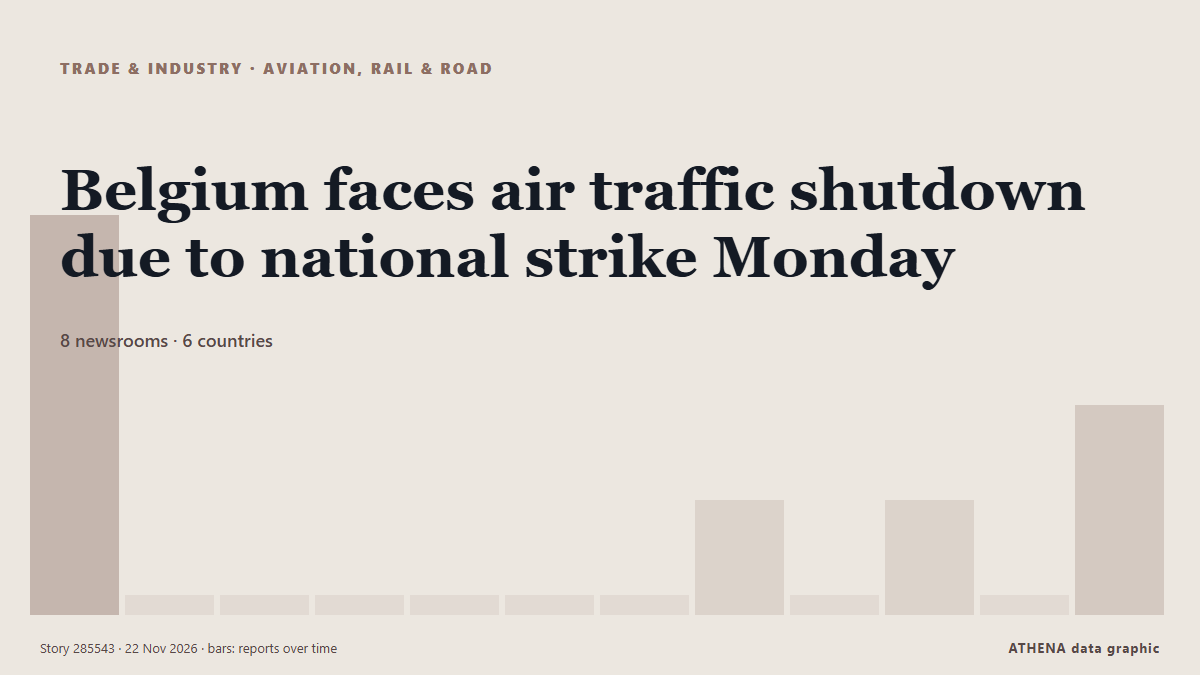 TRADE & INDUSTRY · AVIATION, RAIL & ROAD
Belgium faces air traffic shutdown
due to national strike Monday
8 newsrooms · 6 countries
Story 285543 · 22 Nov 2026 · bars: reports over time
ATHENA data graphic